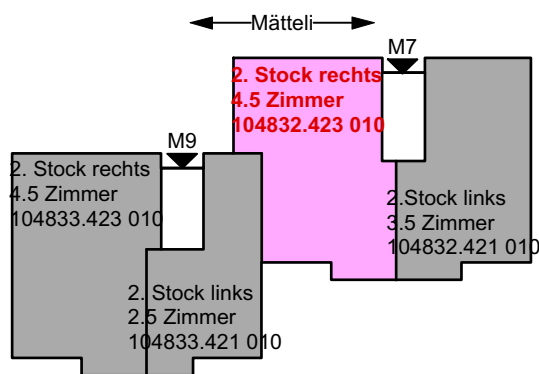 Mätteli
M7
2. Stock rechts
4.5 Zimmer
104832.423 010
M9
2. Stock rechts
4.5 Zimmer
104833.423 010
2.Stock links
3.5 Zimmer
104832.421 010
2. Stock links
2.5 Zimmer
104833.421 010